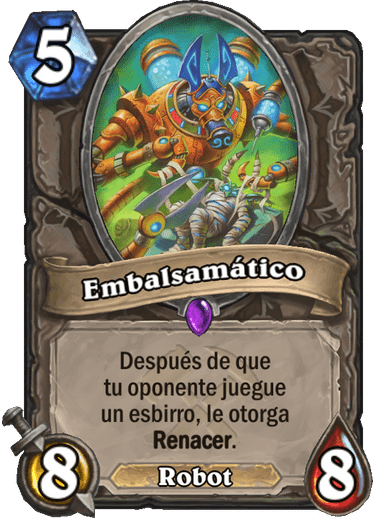 5
Embalsamático
Después de que
tu oponente juegue
un esbirro, le otorga
Renacer.
8
Robot
8